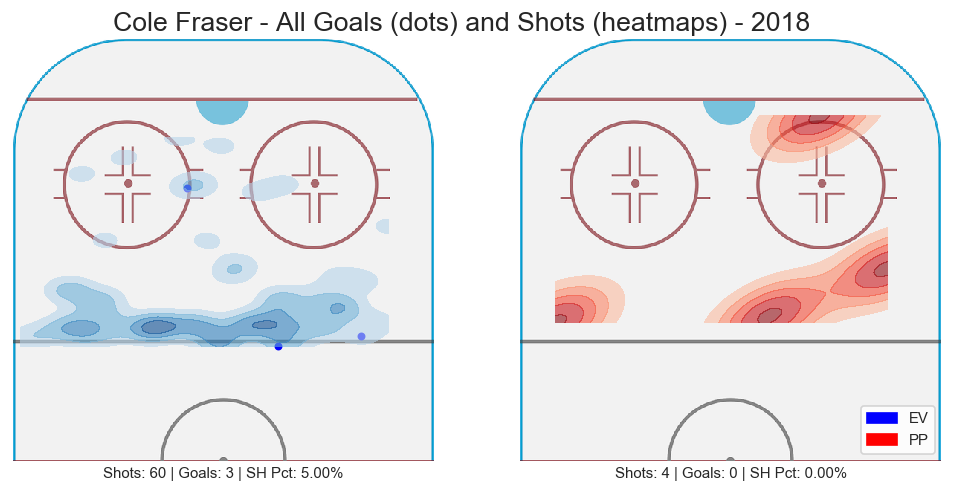 Cole Fraser - All Goals (dots) and Shots (heatmaps) - 2018
EV
PP
Shots: 60 | Goals: 3 | SH Pct: 5.00%
Shots: 4 | Goals: 0 | SH Pct: 0.00%